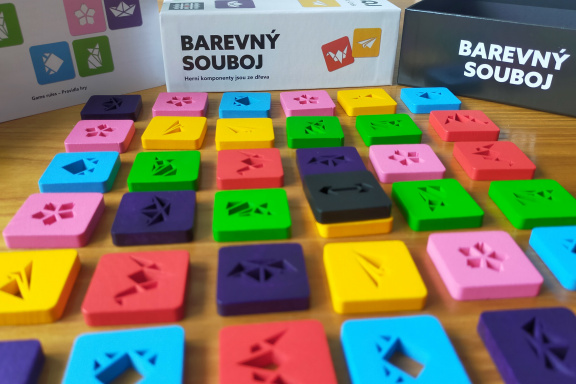 Game rules - Pravidla hry
BAREVNÝ
SOUBOJ
Herní komponenty jsou ze dřeva
BAREVNÝ
SOUBOJ